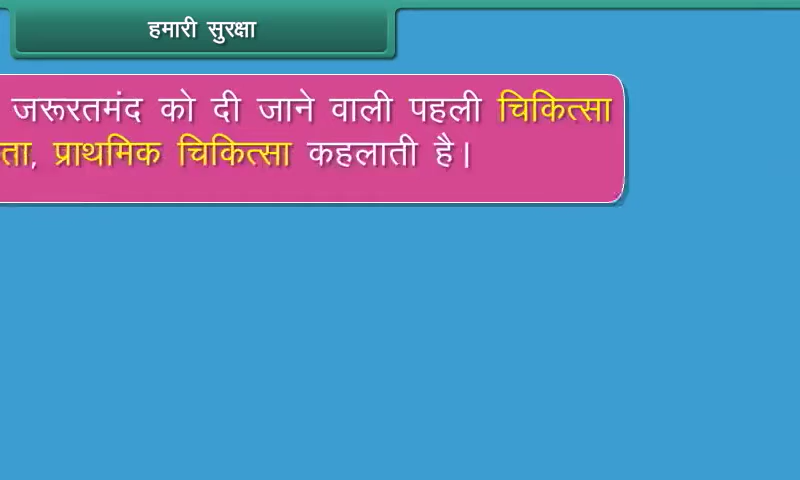 हमारी सुरक्षा
जरूरतमंद को दी जाने वाली पहली चिकित्सा
ता, प्राथमिक चिकित्सा कहलाती है।